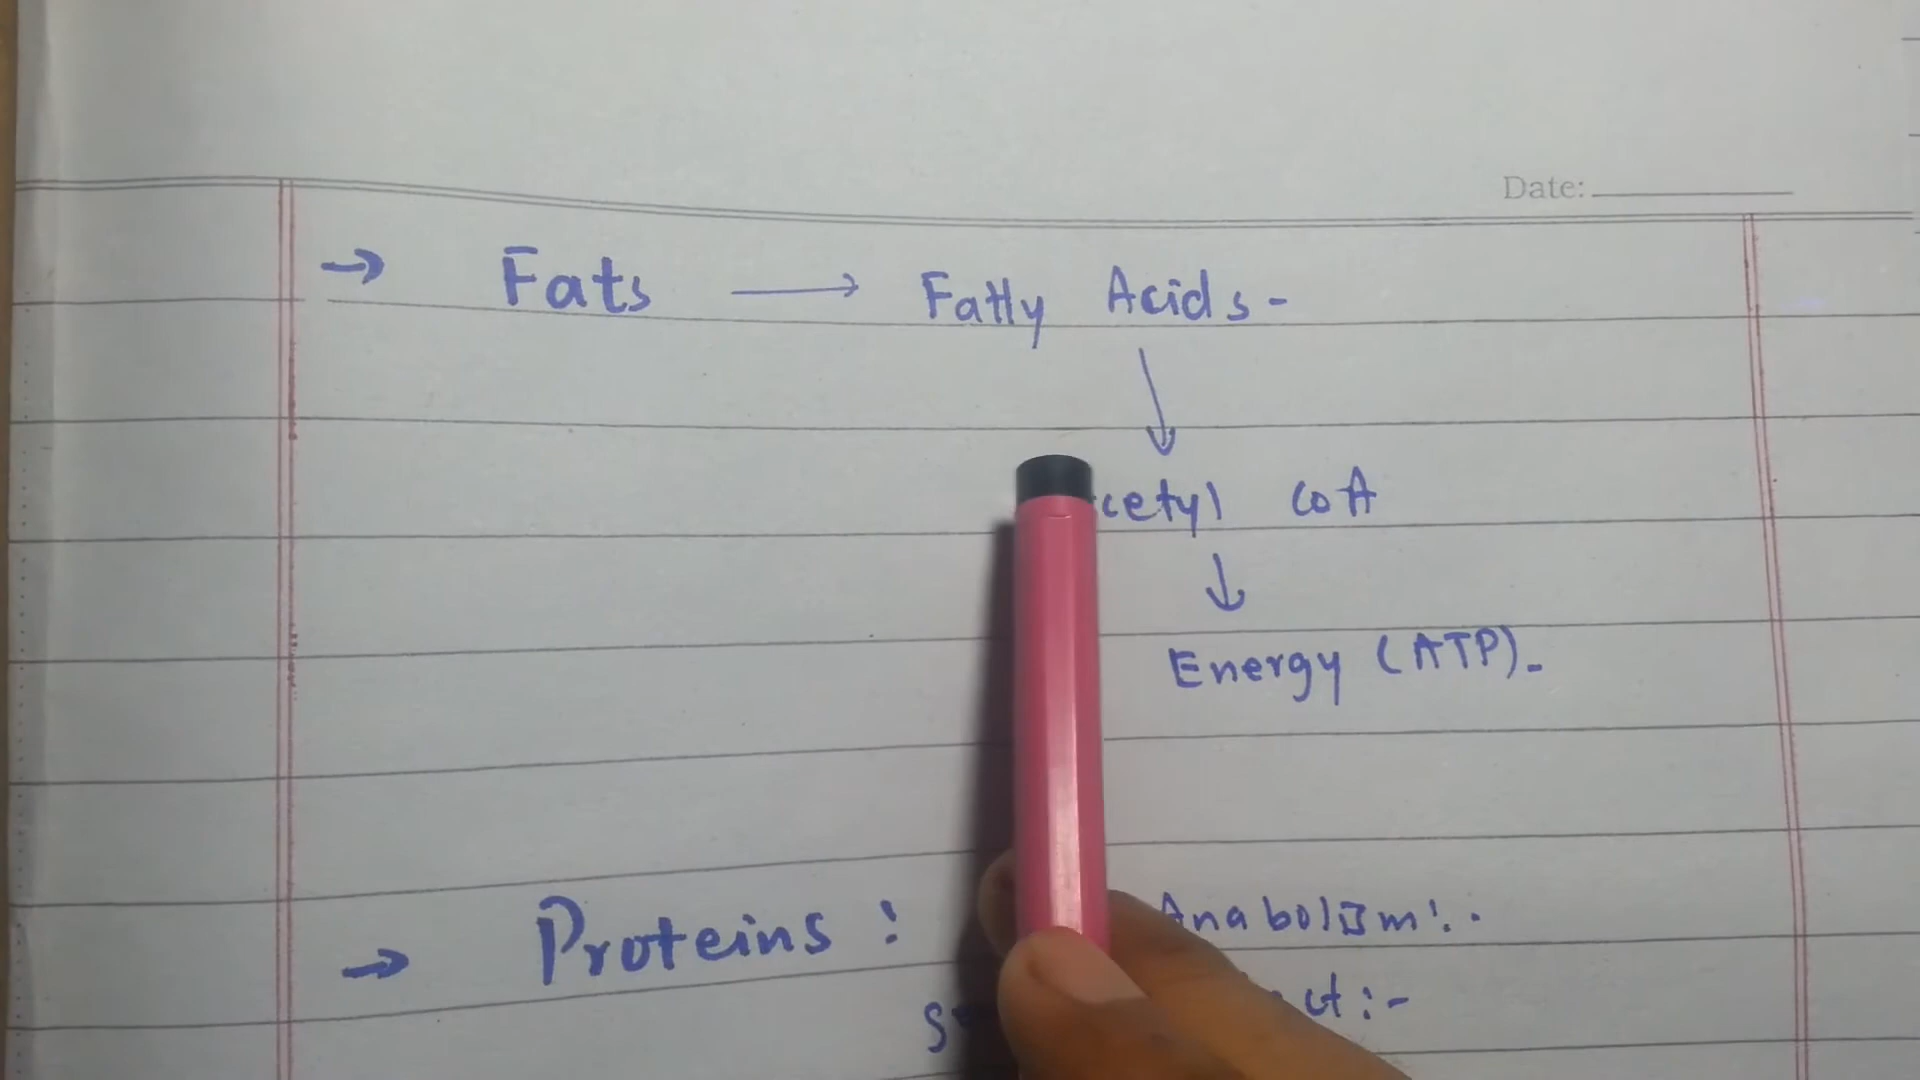 Date:
→ Fats → Fatty Acids -
↓
cetyl CoA
↓
Energy (ATP).
→ Proteins : Anabolism :.